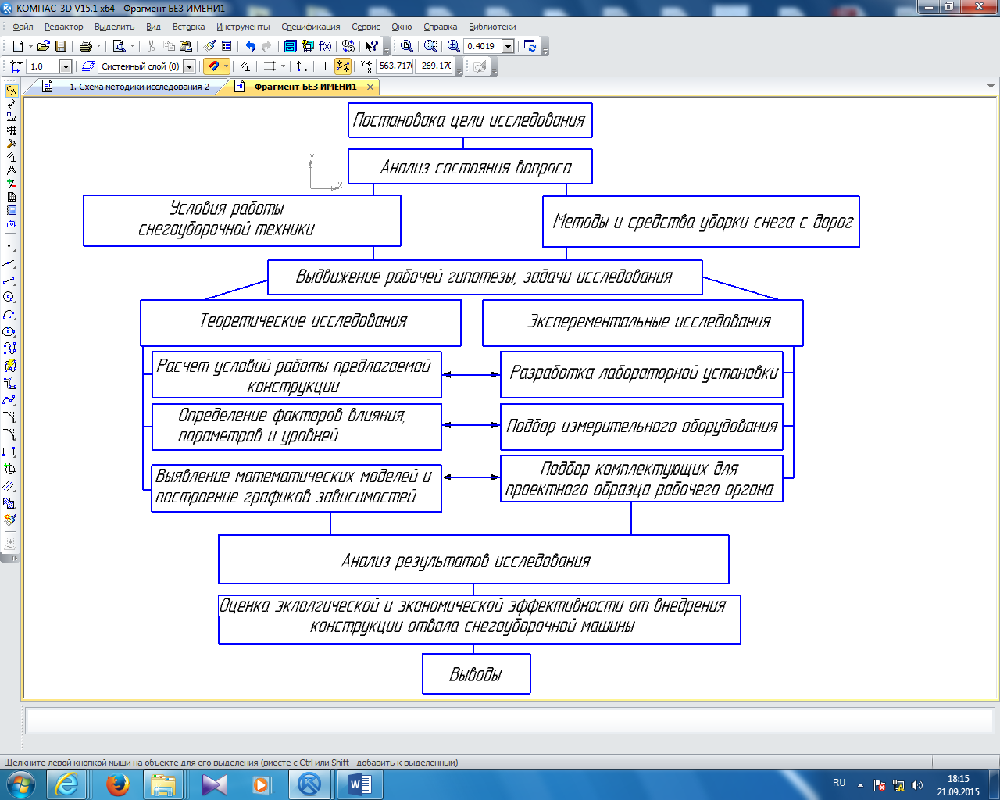 КОМПАС-3D V15.1 x64 - Фрагмент БЕЗ ИМЕНИ1
Файл Редактор Выделить Вид Вставка Инструменты Спецификация Сервис Окно Справка Библиотеки
f(x) 0.4019
1.0 Системный слой (0) 563.717 -269.170
1. Схема методики исследования 2 Фрагмент БЕЗ ИМЕНИ1
Постановака цели исследования
Анализ состояния вопроса
Y
X
Условия работы
снегоуборочной техники
Методы и средства уборки снега с дорог
Выдвижение рабочей гипотезы, задачи исследования
Теоретические исследования
Эксперементальные исследования
Расчет условий работы предлагаемой
конструкции
Разработка лабораторной установки
Определение факторов влияния,
параметров и уровней
Подбор измерительного оборудования
Выявление математических моделей и
построение графиков зависимостей
Подбор комплектующих для
проектного образца рабочего органа
Анализ результатов исследования
Оценка эклолгической и экономической эффективности от внедрения
конструкции отвала снегоуборочной машины
Выводы
Щелкните левой кнопкой мыши на объекте для его выделения (вместе с Ctrl или Shift - добавить к выделенным)
RU
18:15
21.09.2015